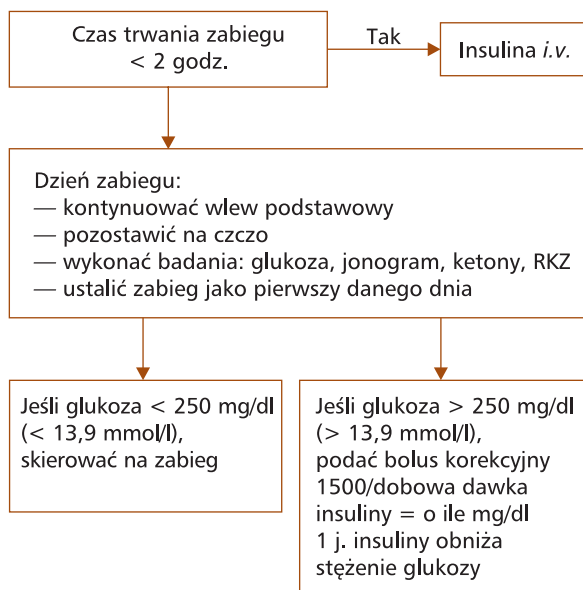 Czas trwania zabiegu
< 2 godz.
Tak
Insulina i.v.
Dzień zabiegu:
— kontynuować wlew podstawowy
— pozostawić na czczo
— wykonać badania: glukoza, jonogram, ketony, RKZ
— ustalić zabieg jako pierwszy danego dnia
Jeśli glukoza < 250 mg/dl
(< 13,9 mmol/l),
skierować na zabieg
Jeśli glukoza > 250 mg/dl
(> 13,9 mmol/l),
podać bolus korekcyjny
1500/dobowa dawka
insuliny = o ile mg/dl
1 j. insuliny obniża
stężenie glukozy